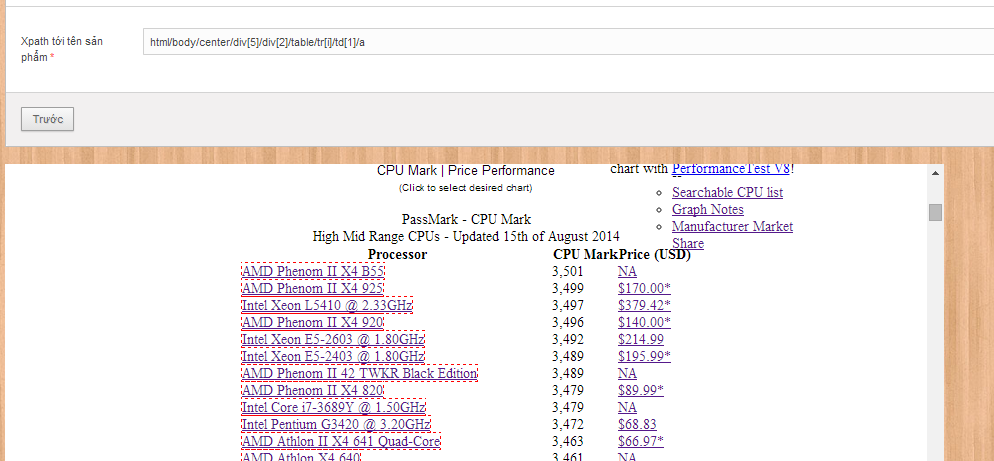 Xpath tới tên sản
phẩm *
html/body/center/div[5]/div[2]/table/tr[i]/td[1]/a
Trước
CPU Mark | Price Performance
(Click to select desired chart)
chart with PerformanceTest V8!
Searchable CPU list
Graph Notes
Manufacturer Market
Share
PassMark - CPU Mark
High Mid Range CPUs - Updated 15th of August 2014
Processor CPU Mark Price (USD)
AMD Phenom II X4 B55 3,501 NA
AMD Phenom II X4 925 3,499 $170.00*
Intel Xeon L5410 @ 2.33GHz 3,497 $379.42*
AMD Phenom II X4 920 3,496 $140.00*
Intel Xeon E5-2603 @ 1.80GHz 3,492 $214.99
Intel Xeon E5-2403 @ 1.80GHz 3,489 $195.99*
AMD Phenom II 42 TWKR Black Edition 3,489 NA
AMD Phenom II X4 820 3,479 $89.99*
Intel Core i7-3689Y @ 1.50GHz 3,479 NA
Intel Pentium G3420 @ 3.20GHz 3,472 $68.83
AMD Athlon II X4 641 Quad-Core 3,463 $66.97*
AMD Athlon X4 640 3,461 NA